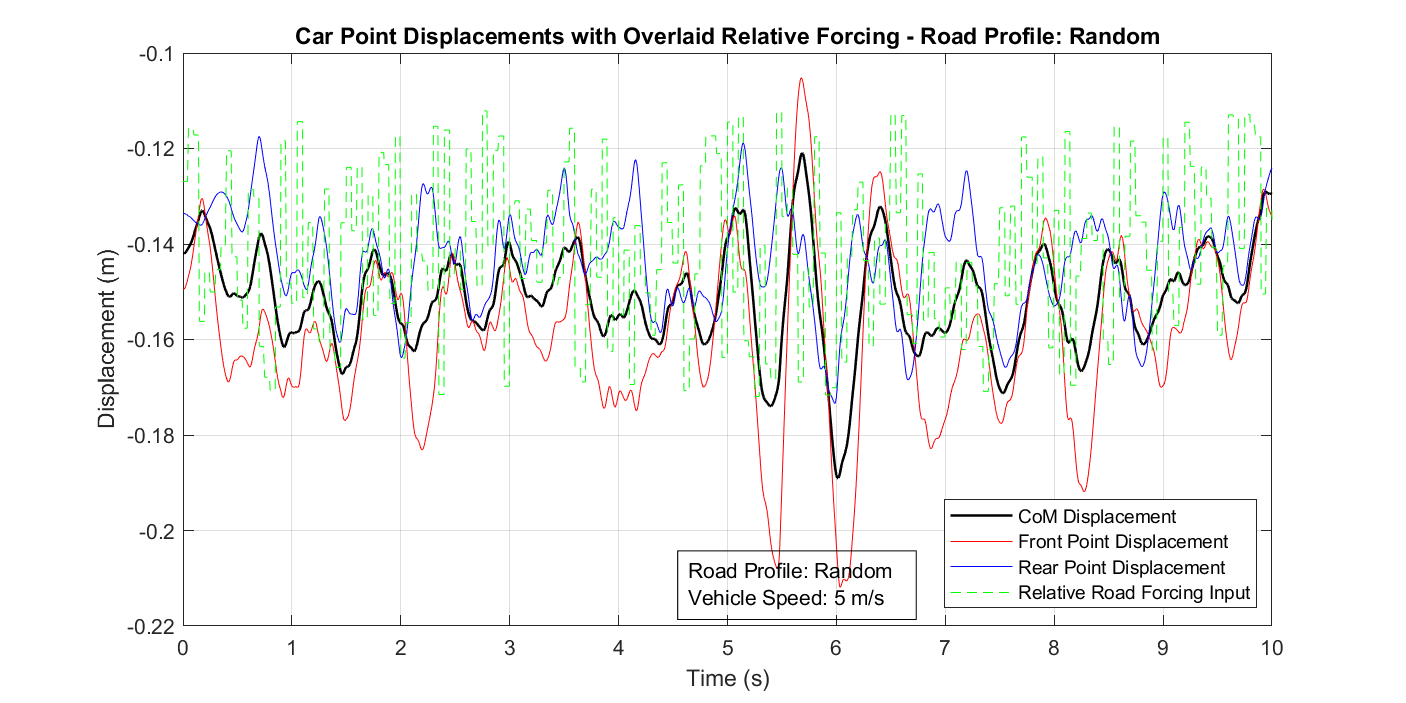 Car Point Displacements with Overlaid Relative Forcing - Road Profile: Random
-0.1
-0.12
-0.14
-0.16
-0.18
-0.2
-0.22
Displacement (m)
CoM Displacement
Front Point Displacement
Rear Point Displacement
Relative Road Forcing Input
Road Profile: Random
Vehicle Speed: 5 m/s
0 1 2 3 4 5 6 7 8 9 10
Time (s)